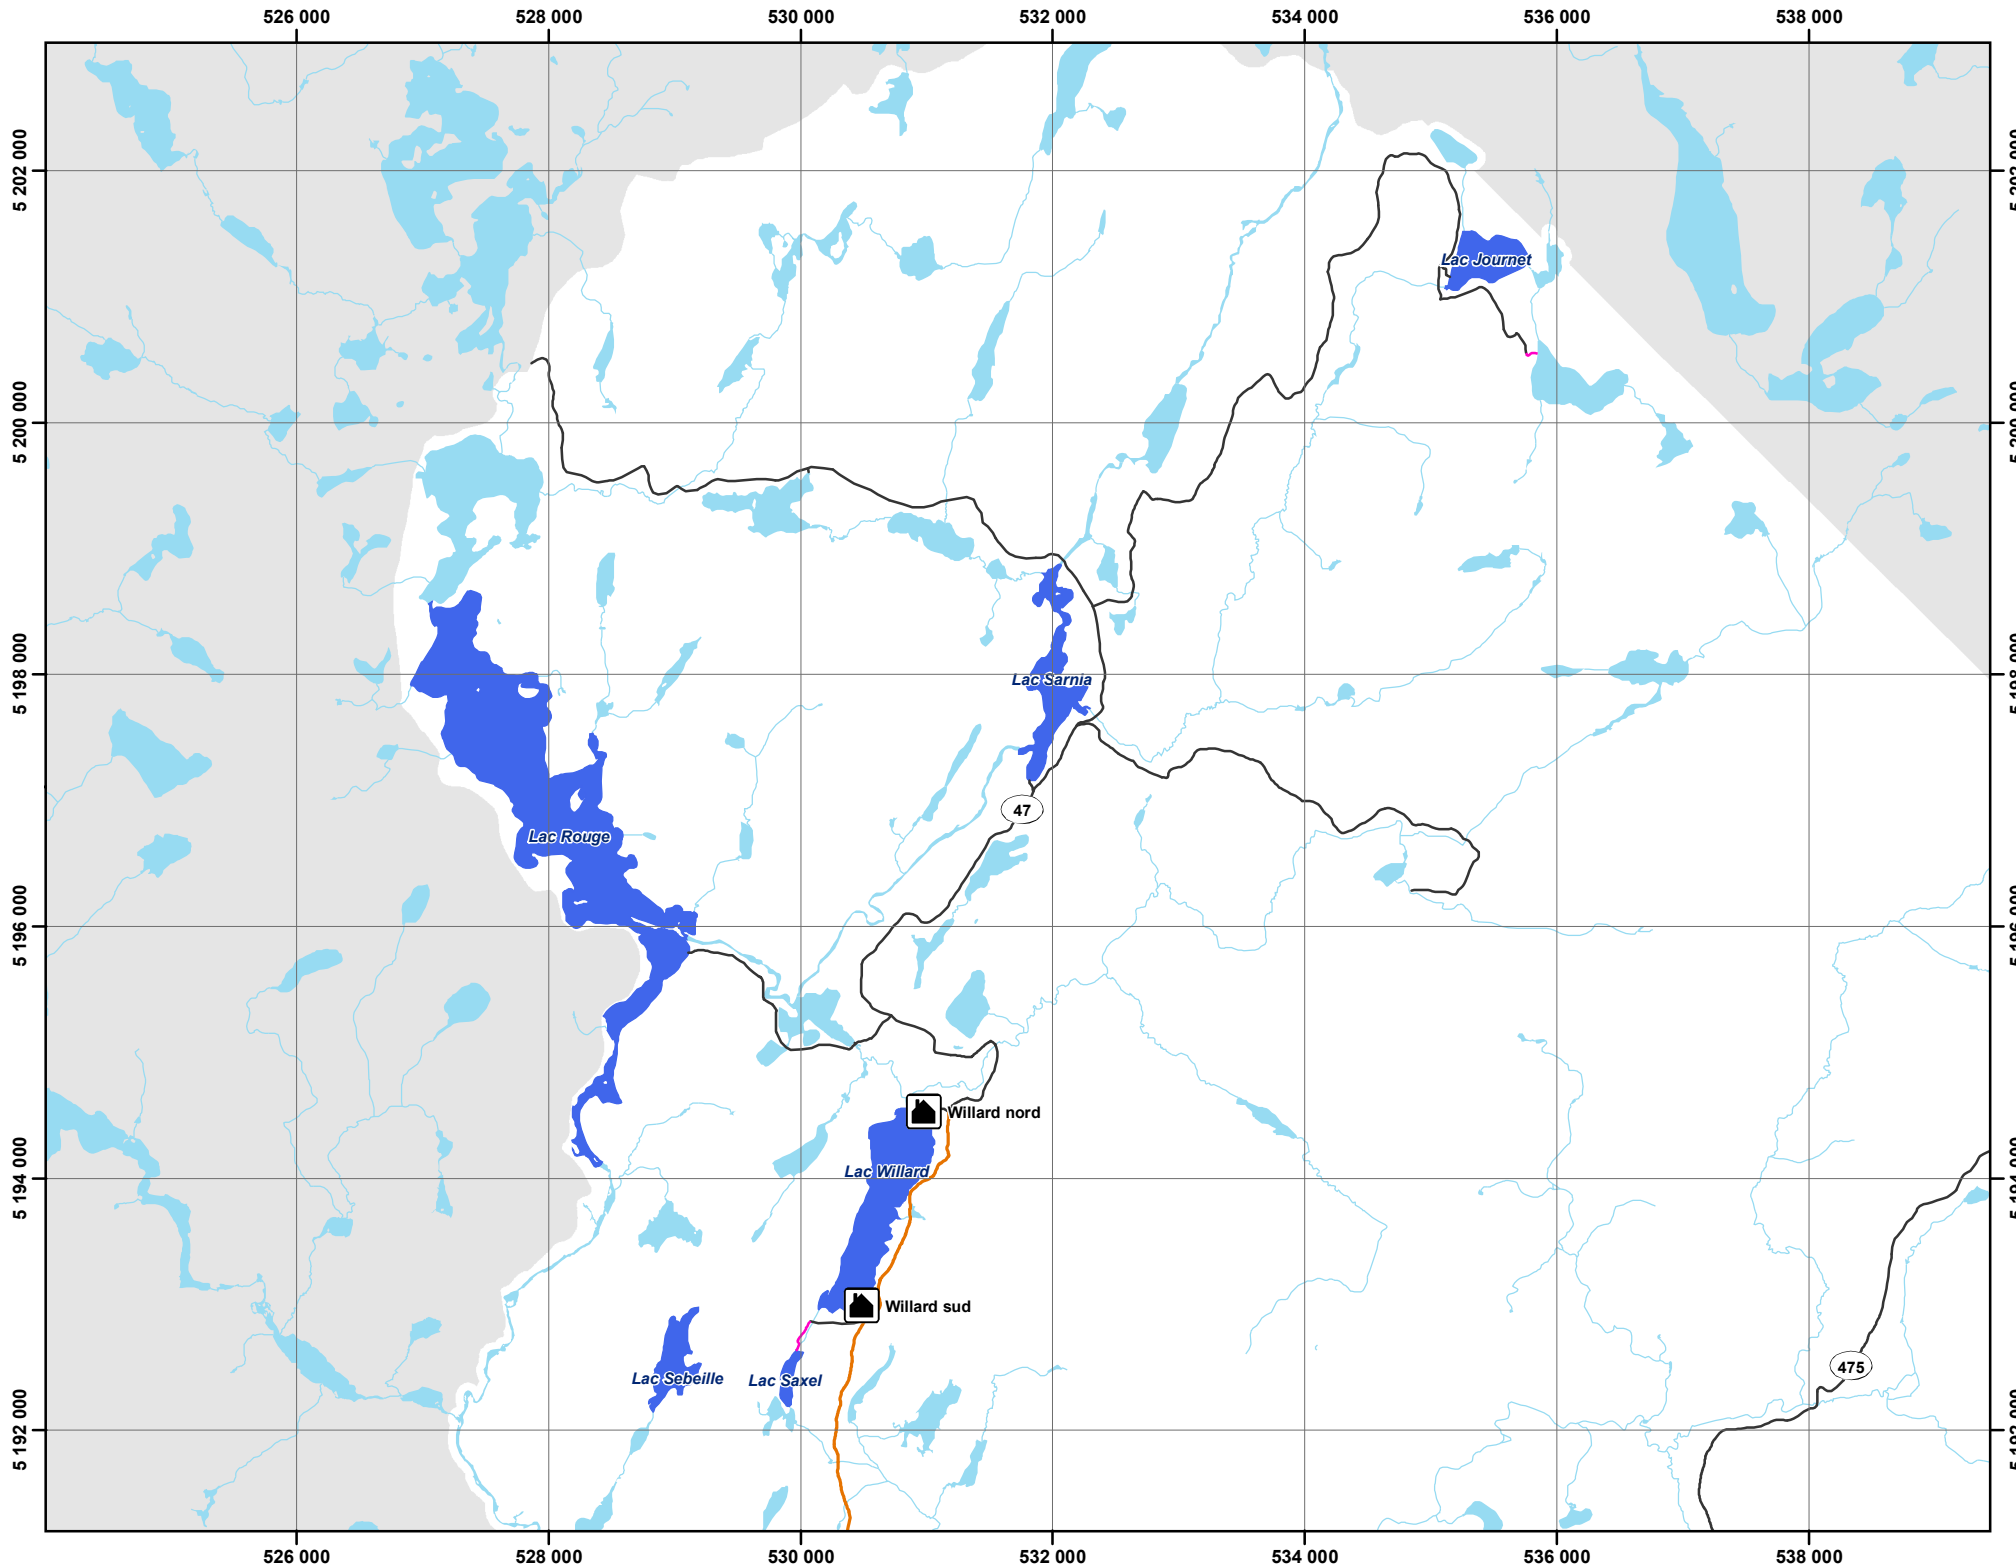 526 000 528 000 530 000 532 000 534 000 536 000 538 000
5 202 000
5 200 000
5 198 000
5 196 000
5 194 000
5 192 000
Lac Journet
Lac Sarnia
47
Lac Rouge
Willard nord
Lac Willard
Willard sud
475
Lac Sebeille
Lac Saxel
526 000 528 000 530 000 532 000 534 000 536 000 538 000